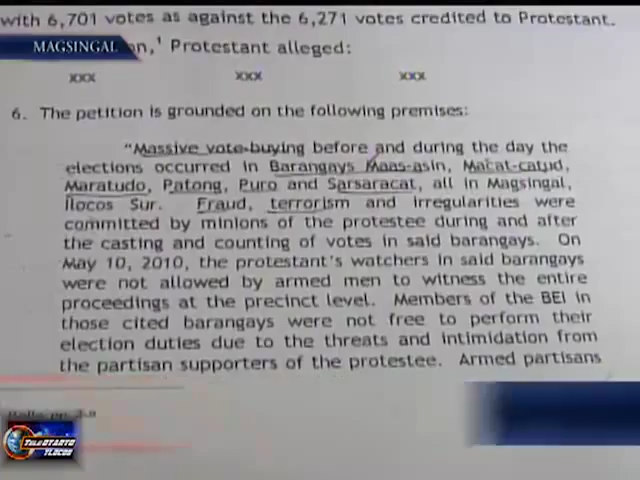 with 6,701 votes as against the 6,271 votes credited to Protestant.
MAGSINGAL
on,¹ Protestant alleged:
xxx xxx xxx
6. The petition is grounded on the following premises:
"Massive vote-buying before and during the day the
elections occurred in Barangays Maas-asin, Macat-catud,
Maratudo, Patong, Puro and Sarsaracat, all in Magsingal,
Ilocos Sur. Fraud, terrorism and irregularities were
committed by minions of the protestee during and after
the casting and counting of votes in said barangays. On
May 10, 2010, the protestant's watchers in said barangays
were not allowed by armed men to witness the entire
proceedings at the precinct level. Members of the BEI in
those cited barangays were not free to perform their
election duties due to the threats and intimidation from
the partisan supporters of the protestee. Armed partisans
TELEOTARTO
YLOCOS